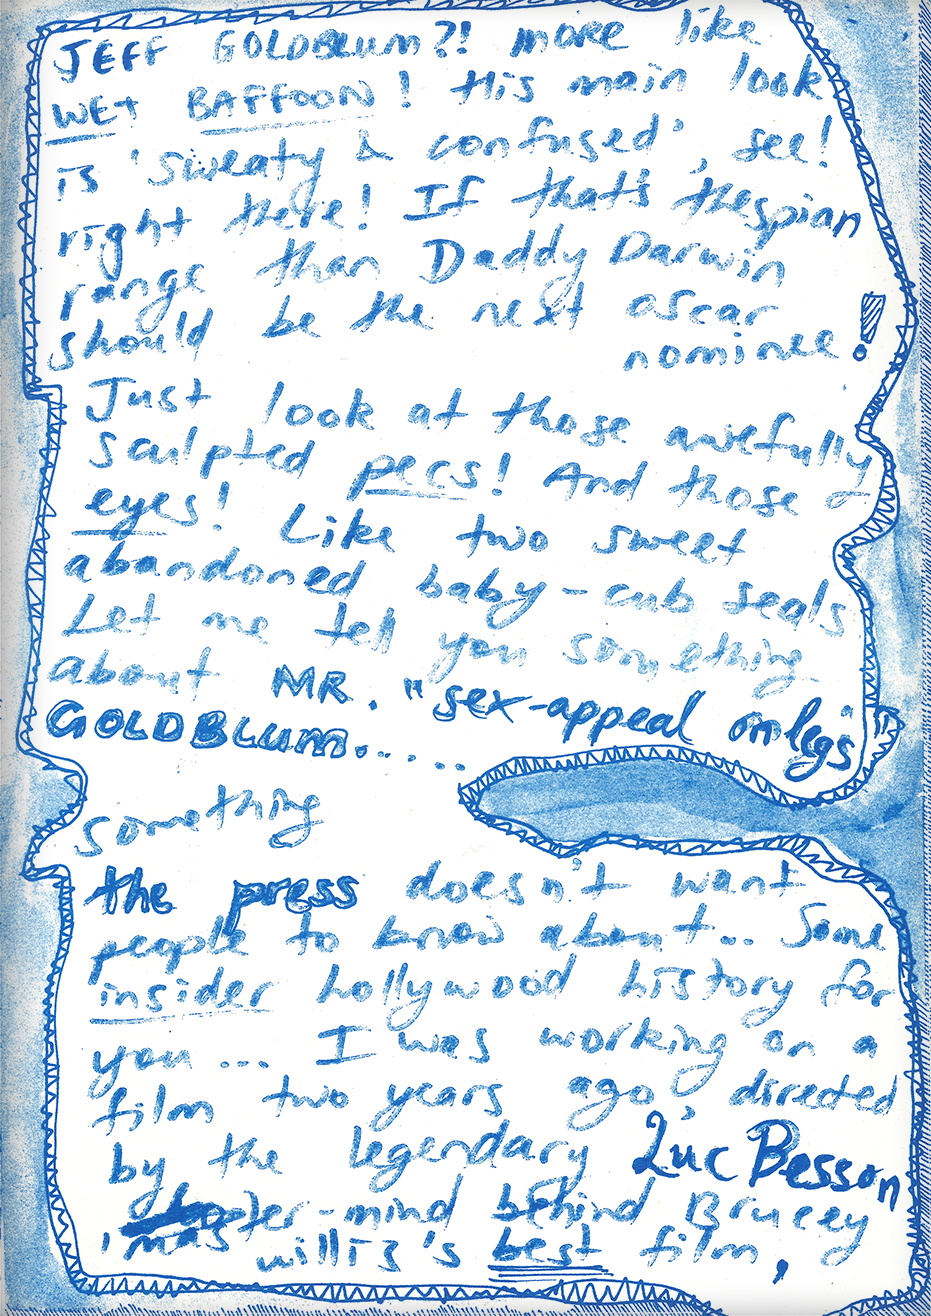 JEFF GOLDBLUM?! more like
WET BAFFOON! His main look
is 'sweaty & confused', see!
right there! If that's thespian
range than Daddy Darwin
should be the next oscar
nominee!
Just look at those awefully
sculpted pecs! And those
eyes! Like two sweet
abandoned baby-cub seals
Let me tell you something
about MR. "sex-appeal on legs"
GOLDBLUM.....
something
the press doesn't want
people to know about... Some
insider hollywood history for
you... I was working on a
film two years ago, directed
by the legendary Luc Besson
'master-mind behind Brucey
willis's best film,